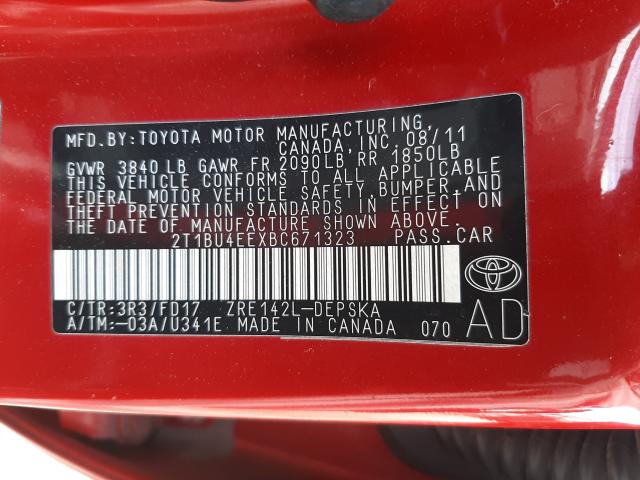 MFD. BY: TOYOTA MOTOR MANUFACTURING,
CANADA, INC. 08/11
GVWR 3840 LB GAWR FR 2090LB RR 1850LB
THIS VEHICLE CONFORMS TO ALL APPLICABLE
FEDERAL MOTOR VEHICLE SAFETY, BUMPER, AND
THEFT PREVENTION STANDARDS IN EFFECT ON
THE DATE OF MANUFACTURE SHOWN ABOVE.
2T1BU4EEXBC671323 PASS. CAR
C/TR: 3R3/FD17 ZRE142L-DEPSKA
A/TM: -03A/U341E MADE IN CANADA 070
AD